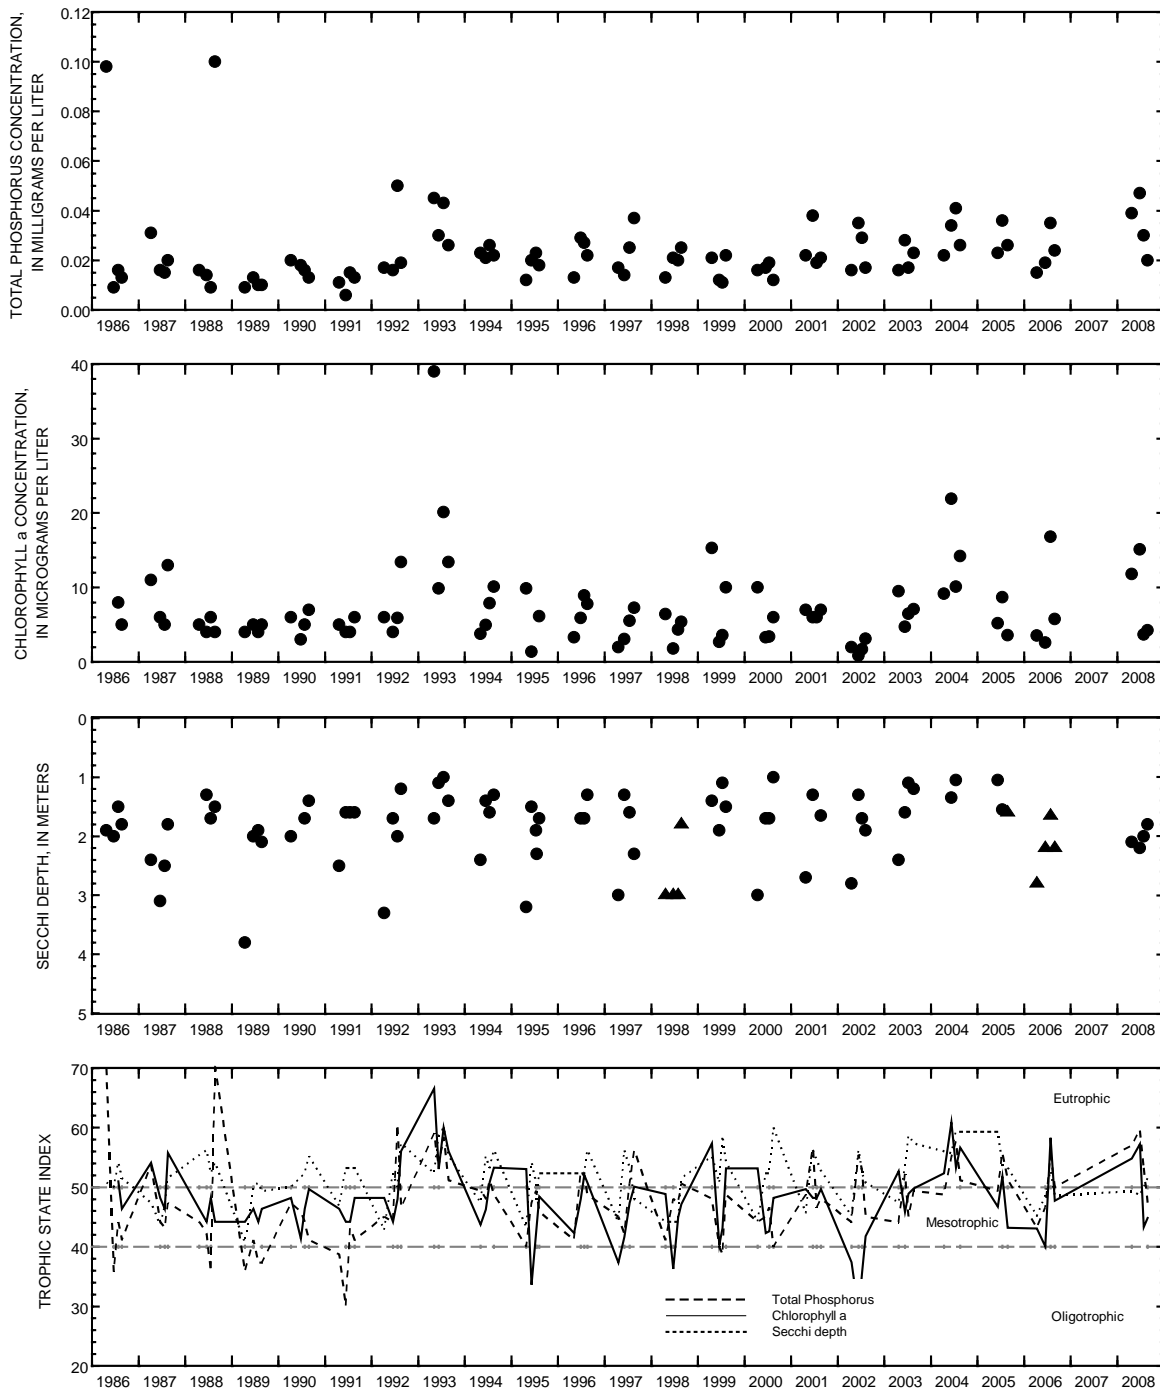 TOTAL PHOSPHORUS CONCENTRATION,
IN MILLIGRAMS PER LITER
0.12
0.10
0.08
0.06
0.04
0.02
0.00
1986 1987 1988 1989 1990 1991 1992 1993 1994 1995 1996 1997 1998 1999 2000 2001 2002 2003 2004 2005 2006 2007 2008
CHLOROPHYLL a CONCENTRATION,
IN MICROGRAMS PER LITER
40
30
20
10
0
1986 1987 1988 1989 1990 1991 1992 1993 1994 1995 1996 1997 1998 1999 2000 2001 2002 2003 2004 2005 2006 2007 2008
SECCHI DEPTH, IN METERS
0
1
2
3
4
5
1986 1987 1988 1989 1990 1991 1992 1993 1994 1995 1996 1997 1998 1999 2000 2001 2002 2003 2004 2005 2006 2007 2008
TROPHIC STATE INDEX
70
60
50
40
30
20
Eutrophic
Mesotrophic
Oligotrophic
Total Phosphorus
Chlorophyll a
Secchi depth
1986 1987 1988 1989 1990 1991 1992 1993 1994 1995 1996 1997 1998 1999 2000 2001 2002 2003 2004 2005 2006 2007 2008